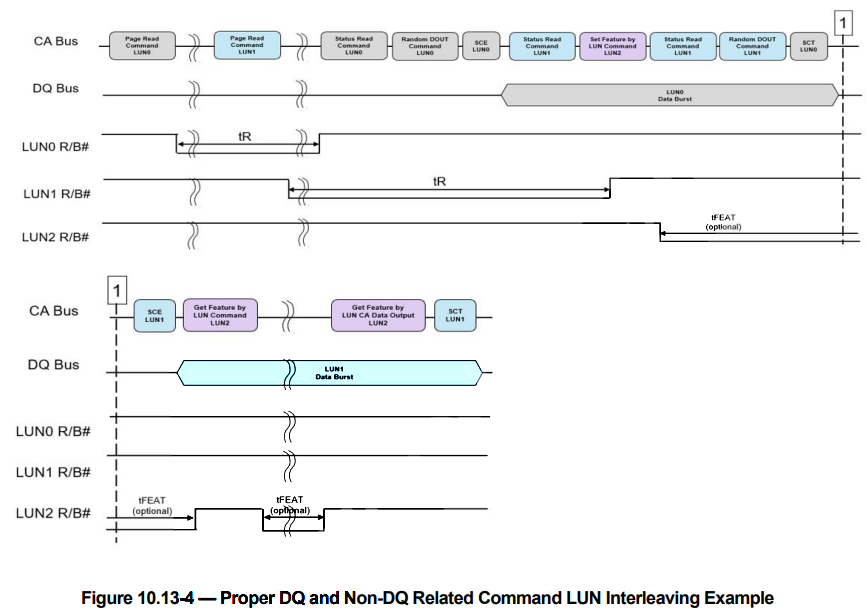 1
CA Bus
Page Read
Command
LUN0
Page Read
Command
LUN1
Status Read
Command
LUN0
Random DOUT
Command
LUN0
SCE
LUN0
Status Read
Command
LUN1
Set Feature by
LUN Command
LUN2
Status Read
Command
LUN1
Random DOUT
Command
LUN1
SCT
LUN0
DQ Bus
LUN0
Data Burst
LUN0 R/B#
tR
LUN1 R/B#
tR
LUN2 R/B#
tFEAT
(optional)
1
CA Bus
SCE
LUN1
Get Feature by
LUN Command
LUN2
Get Feature by
LUN CA Data Output
LUN2
SCT
LUN1
DQ Bus
LUN1
Data Burst
LUN0 R/B#
LUN1 R/B#
LUN2 R/B#
tFEAT
(optional)
tFEAT
(optional)
Figure 10.13-4 — Proper DQ and Non-DQ Related Command LUN Interleaving Example